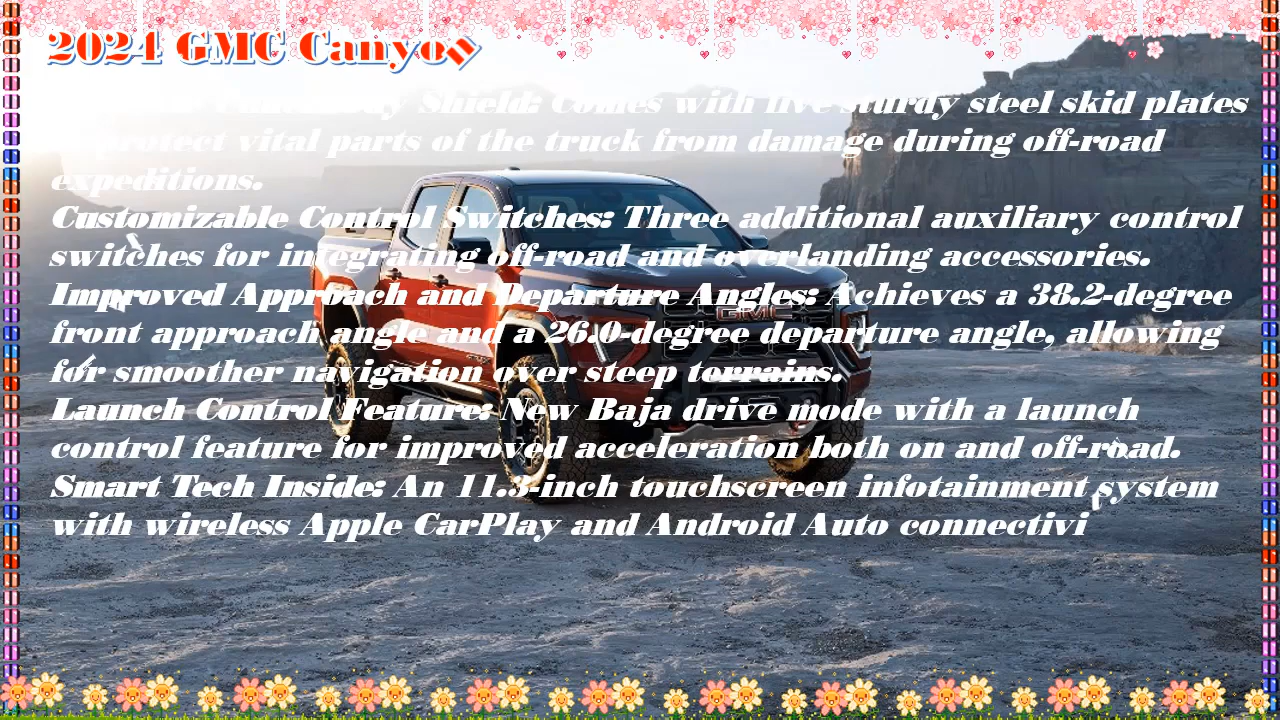 2024 GMC Canyon
Shield: Comes with five sturdy steel skid plates
protect vital parts of the truck from damage during off-road
expeditions.
Customizable Control Switches: Three additional auxiliary control
switches for integrating off-road and overlanding accessories.
Improved Approach and Departure Angles: Achieves a 38.2-degree
front approach angle and a 26.0-degree departure angle, allowing
for smoother navigation over steep terrains.
Launch Control Feature: New Baja drive mode with a launch
control feature for improved acceleration both on and off-road.
Smart Tech Inside: An 11.3-inch touchscreen infotainment system
with wireless Apple CarPlay and Android Auto connectivi
GMC